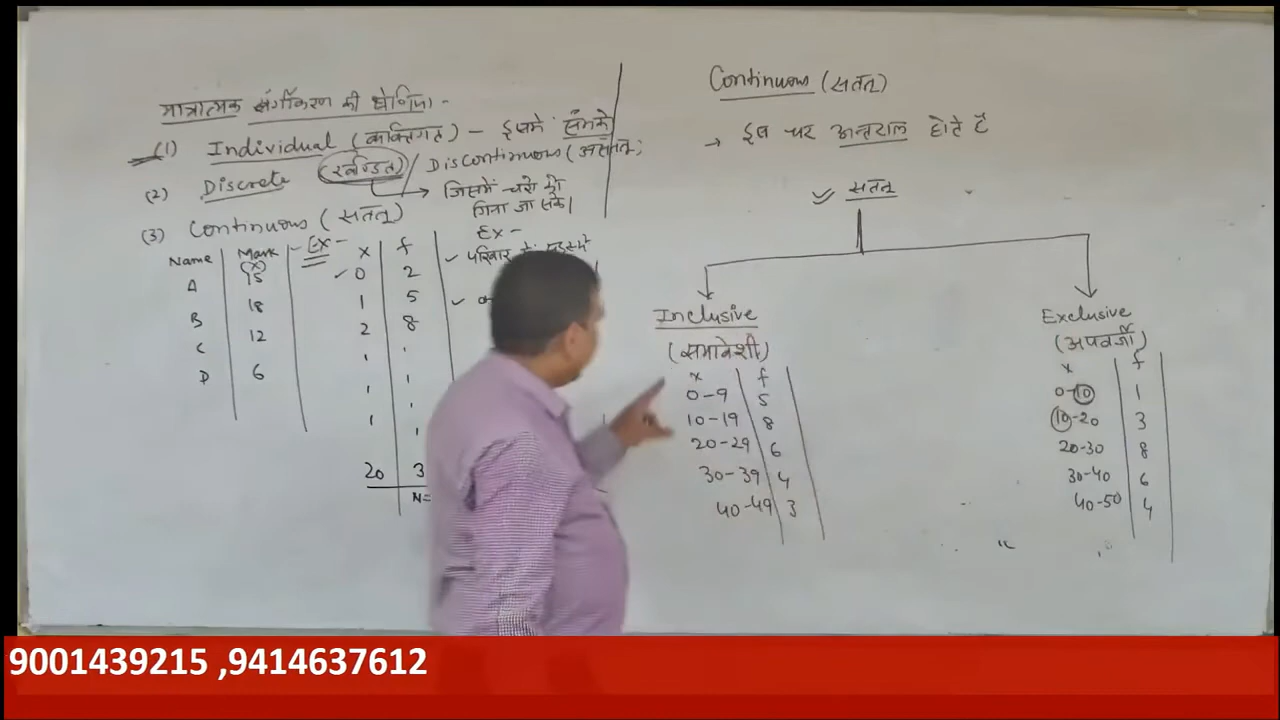 मात्रात्मक वर्गीकरण की श्रेणियां -
(1) Individual (व्यक्तिगत) - इसमें समंको
(2) Discrete (खण्डित) / Discontinuous (असतत्)
जिसमें चरो को
गिना जा सके।
(3) Continuous (सतत्)
Ex -
परिवार
Name Mark
(x)
A 15
B 18
C 12
D 6
Ex -
x f
0 2
1 5
2 8
20 3
N=
Continuous (सतत्)
→ इस चर अन्तराल होते है
सतत्
Inclusive
(समावेशी)
x f
0-9 5
10-19 8
20-29 6
30-39 4
40-49 3
Exclusive
(अपवर्जी)
x f
0-10 1
10-20 3
20-30 8
30-40 6
40-50 4
9001439215 ,9414637612